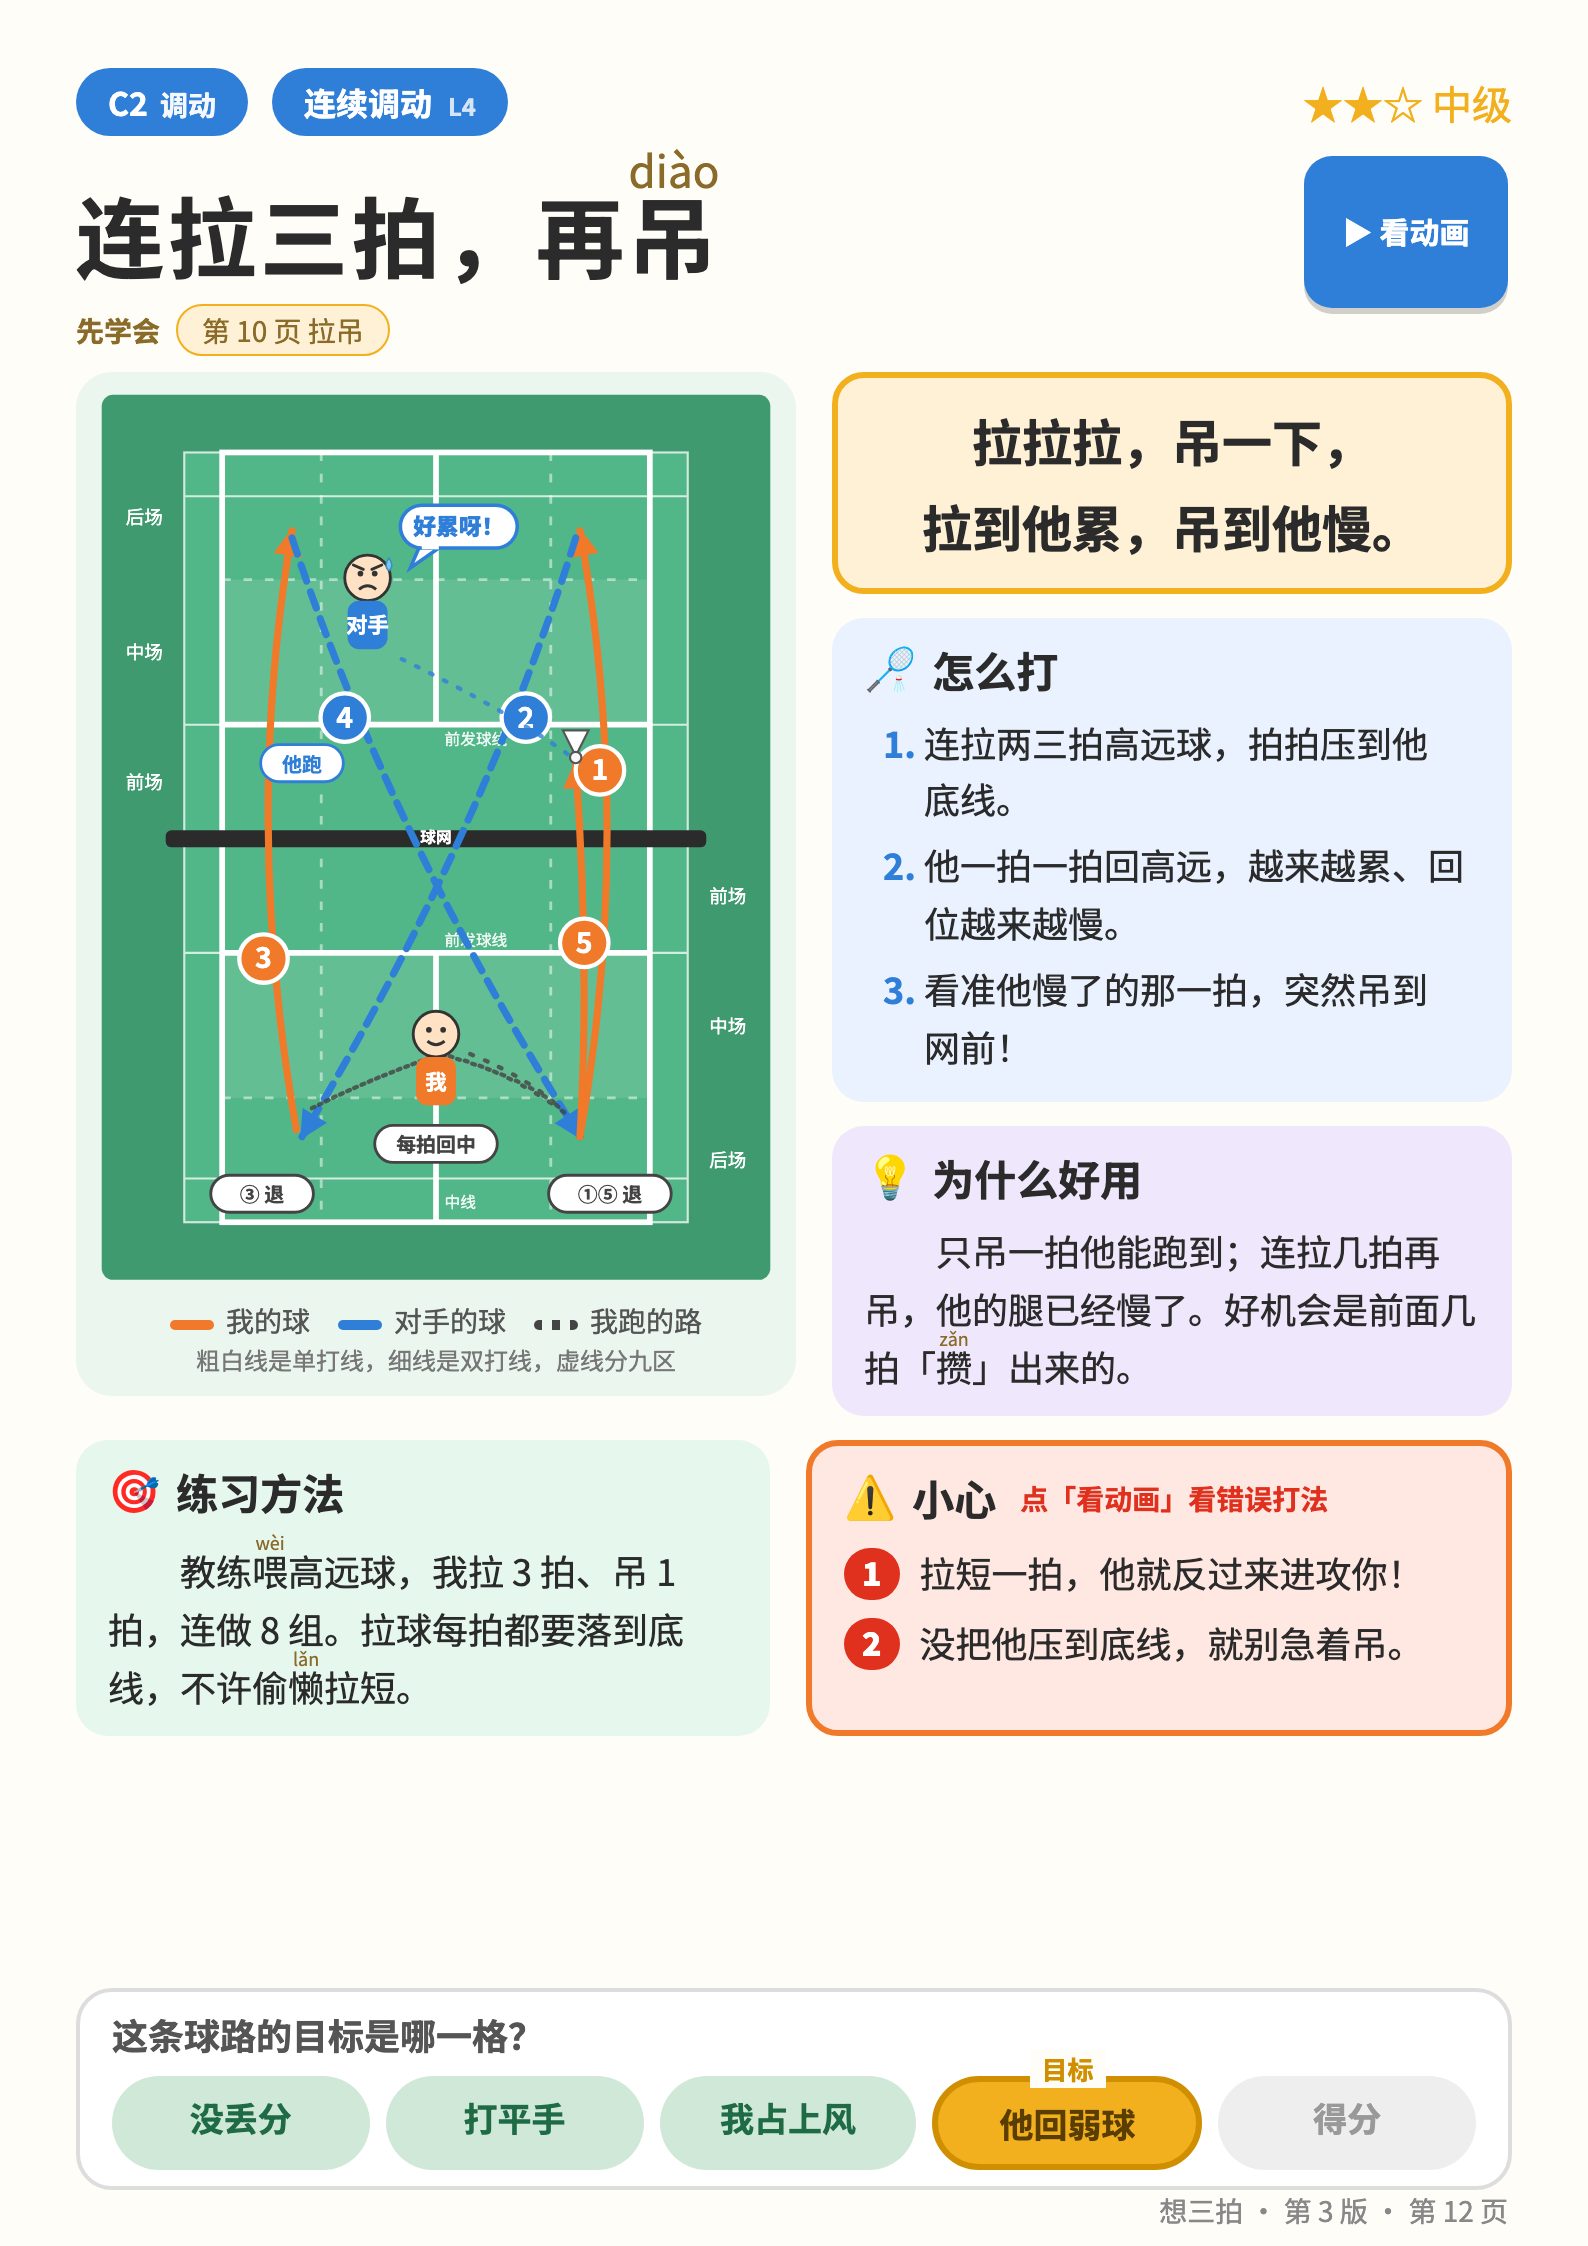 C2 调动
连续调动 L4
★★☆ 中级
diào
连拉三拍，再吊
▶ 看动画
先学会 第 10 页 拉吊
后场
好累呀！
对手
中场
4
2
前发球线
1
他跑
前场
球网
前场
前发球线
3
5
中场
我
每拍回中
后场
③ 退
①⑤ 退
中线
我的球 对手的球 我跑的路
粗白线是单打线，细线是双打线，虚线分九区
拉拉拉，吊一下，
拉到他累，吊到他慢。
怎么打
1. 连拉两三拍高远球，拍拍压到他
底线。
2. 他一拍一拍回高远，越来越累、回
位越来越慢。
3. 看准他慢了的那一拍，突然吊到
网前！
为什么好用
只吊一拍他能跑到；连拉几拍再
吊，他的腿已经慢了。好机会是前面几
zǎn
拍「攒」出来的。
练习方法
wèi
教练喂高远球，我拉 3 拍、吊 1
拍，连做 8 组。拉球每拍都要落到底
lǎn
线，不许偷懒拉短。
小心 点「看动画」看错误打法
1 拉短一拍，他就反过来进攻你！
2 没把他压到底线，就别急着吊。
这条球路的目标是哪一格？
目标
没丢分 打平手 我占上风 他回弱球 得分
想三拍 · 第 3 版 · 第 12 页